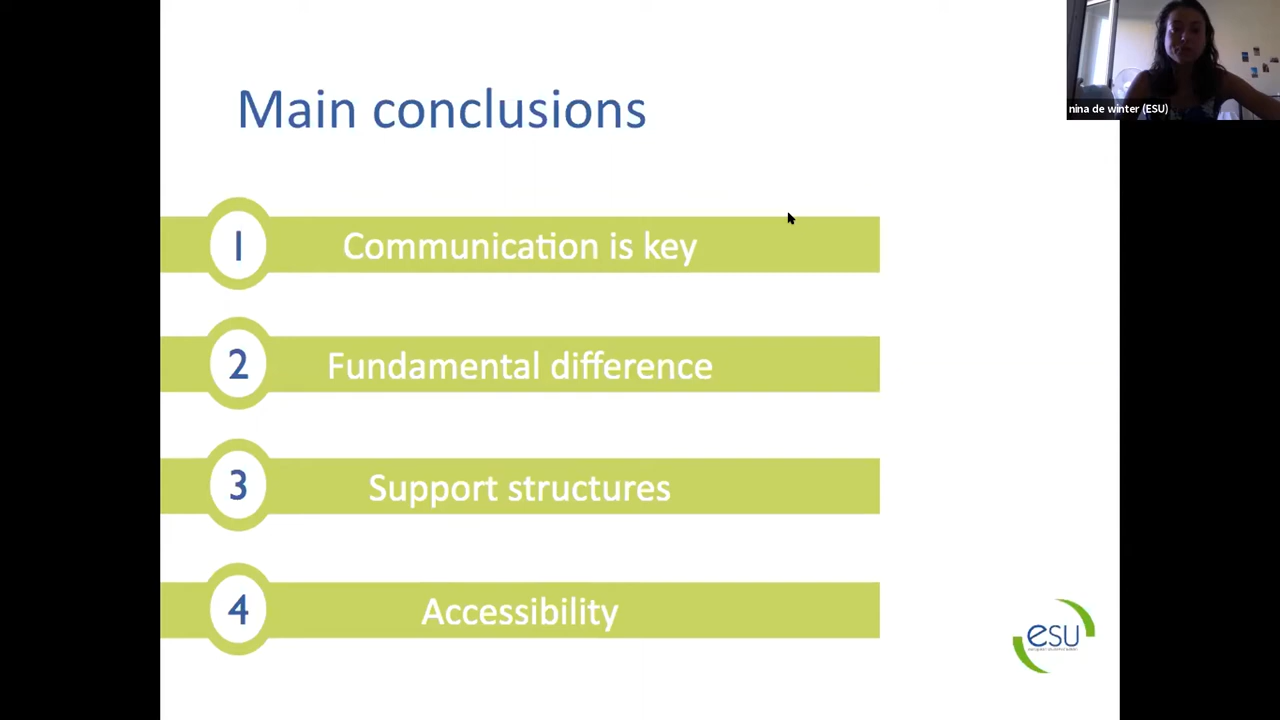 nina de winter (ESU)
Main conclusions
1 Communication is key
2 Fundamental difference
3 Support structures
4 Accessibility
esu